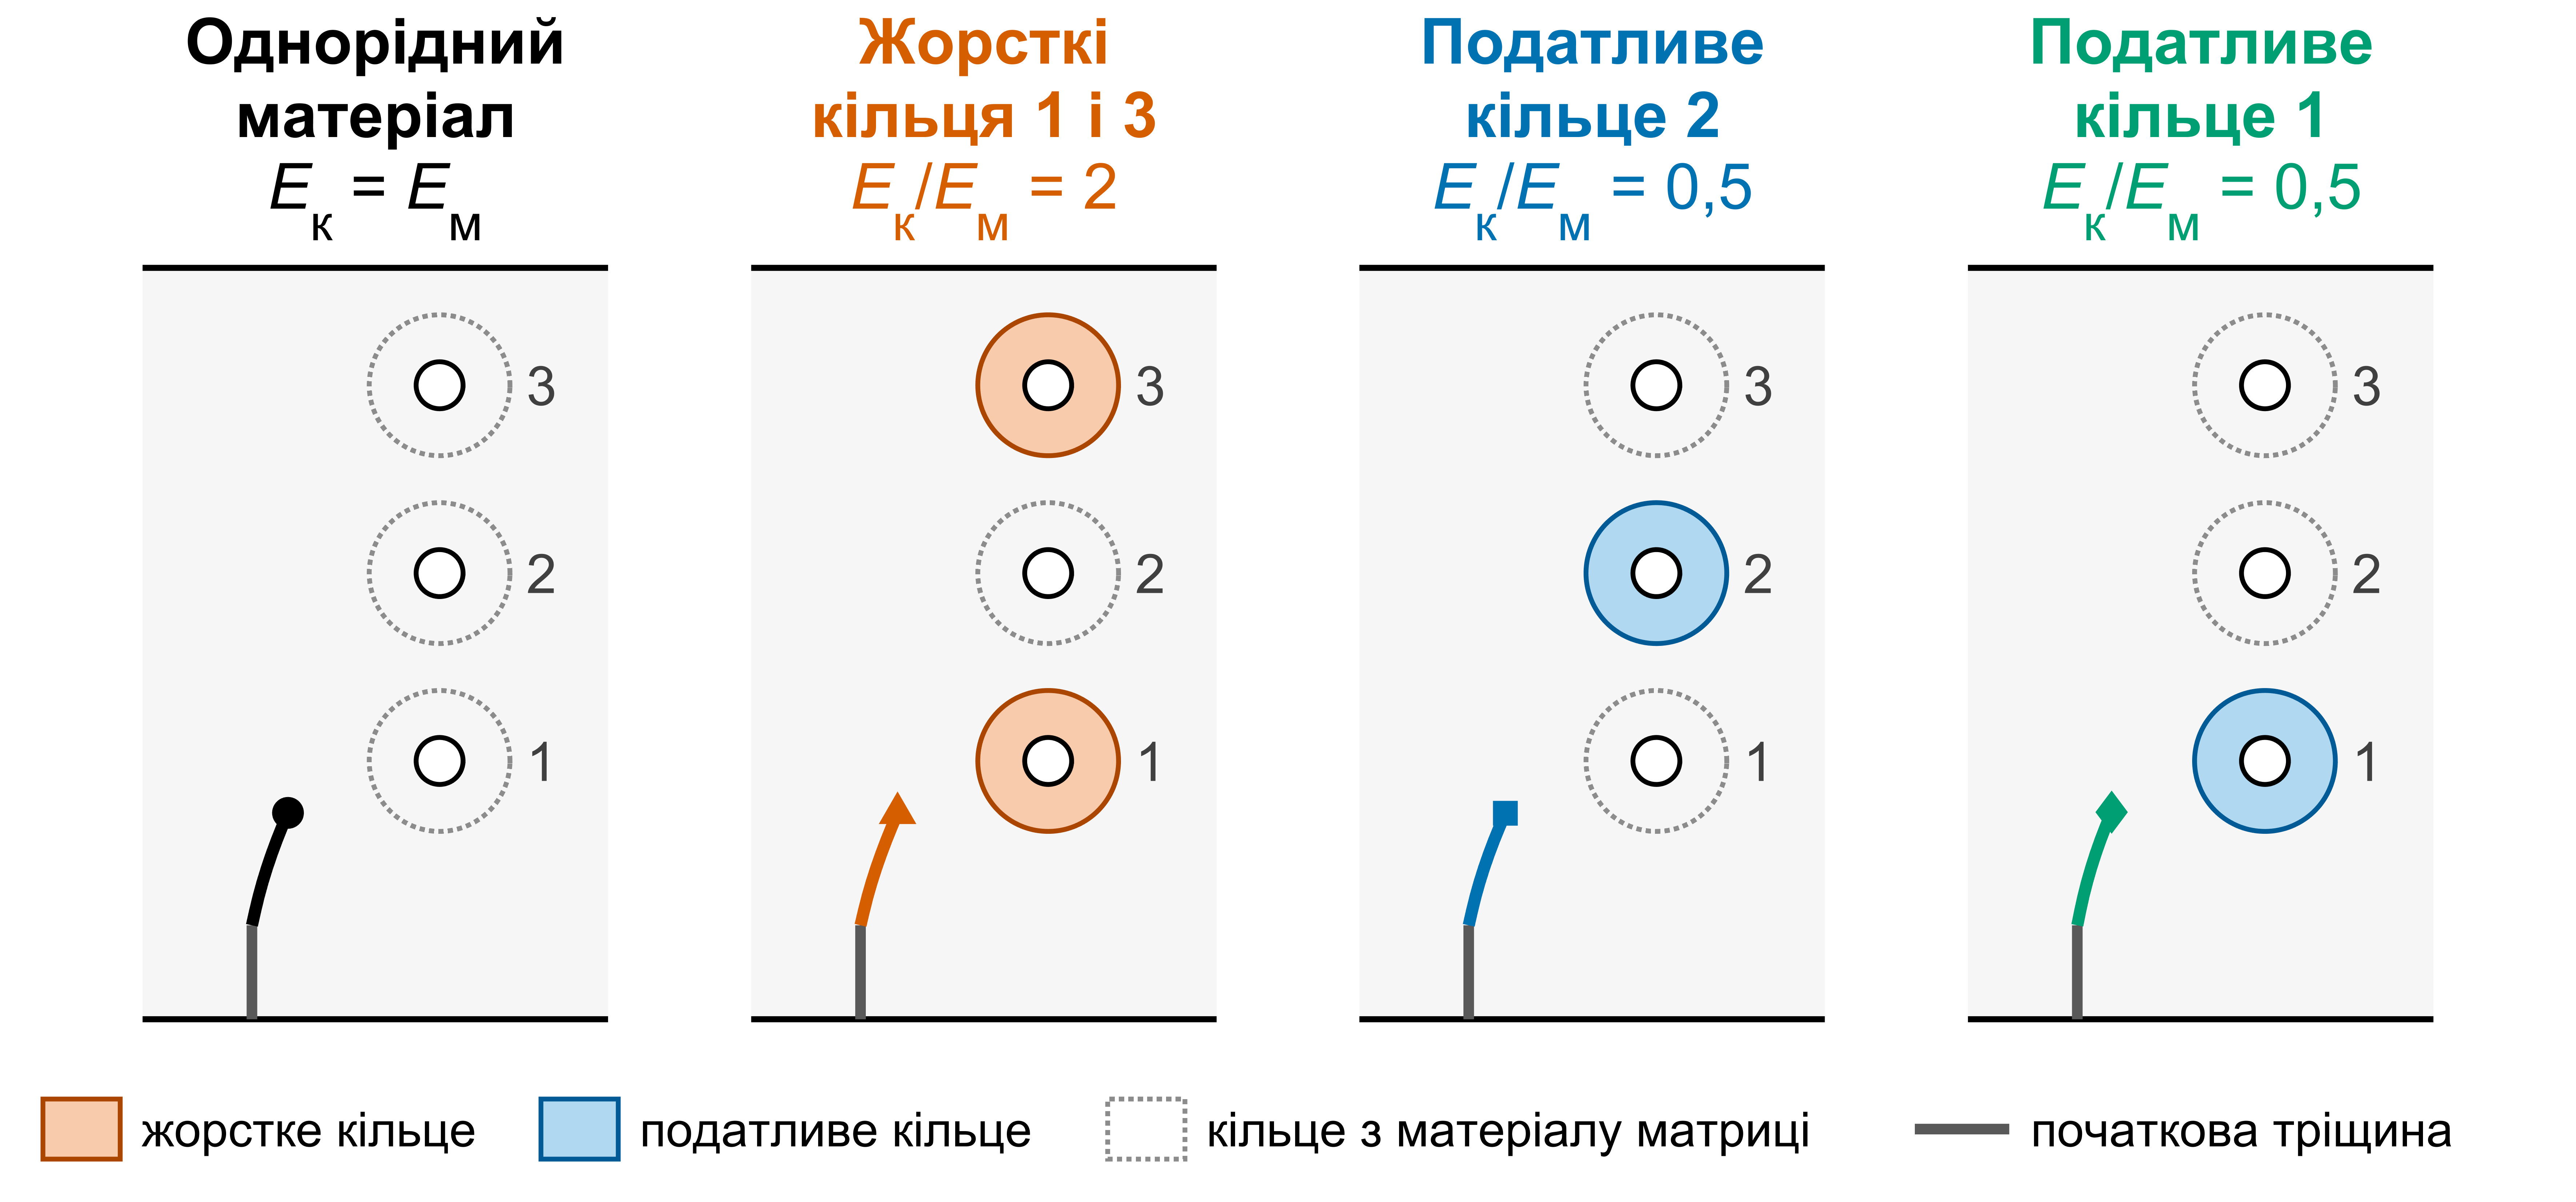 Однорідний
матеріал
Eк = Eм
Жорсткі
кільця 1 і 3
Eк/Eм = 2
Податливе
кільце 2
Eк/Eм = 0,5
Податливе
кільце 1
Eк/Eм = 0,5
3
2
1
3
2
1
3
2
1
3
2
1
жорстке кільце
податливе кільце
кільце з матеріалу матриці
початкова тріщина